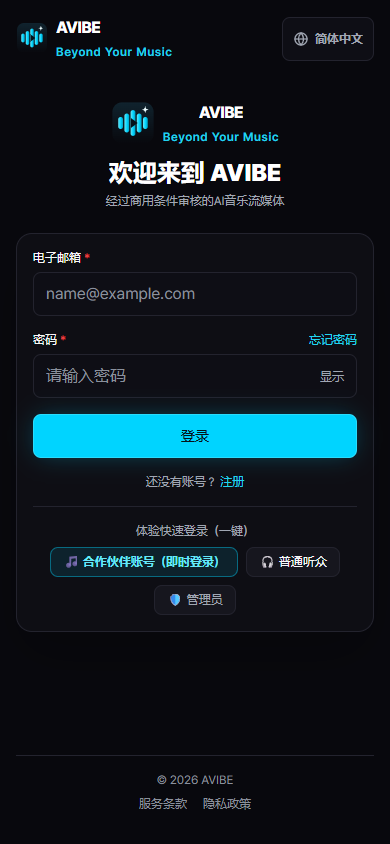 AVIBE
Beyond Your Music
简体中文
AVIBE
Beyond Your Music
欢迎来到 AVIBE
经过商用条件审核的AI音乐流媒体
电子邮箱 *
name@example.com
密码 *
忘记密码
请输入密码
显示
登录
还没有账号？ 注册
体验快速登录（一键）
合作伙伴账号（即时登录）
普通听众
管理员
© 2026 AVIBE
服务条款 隐私政策